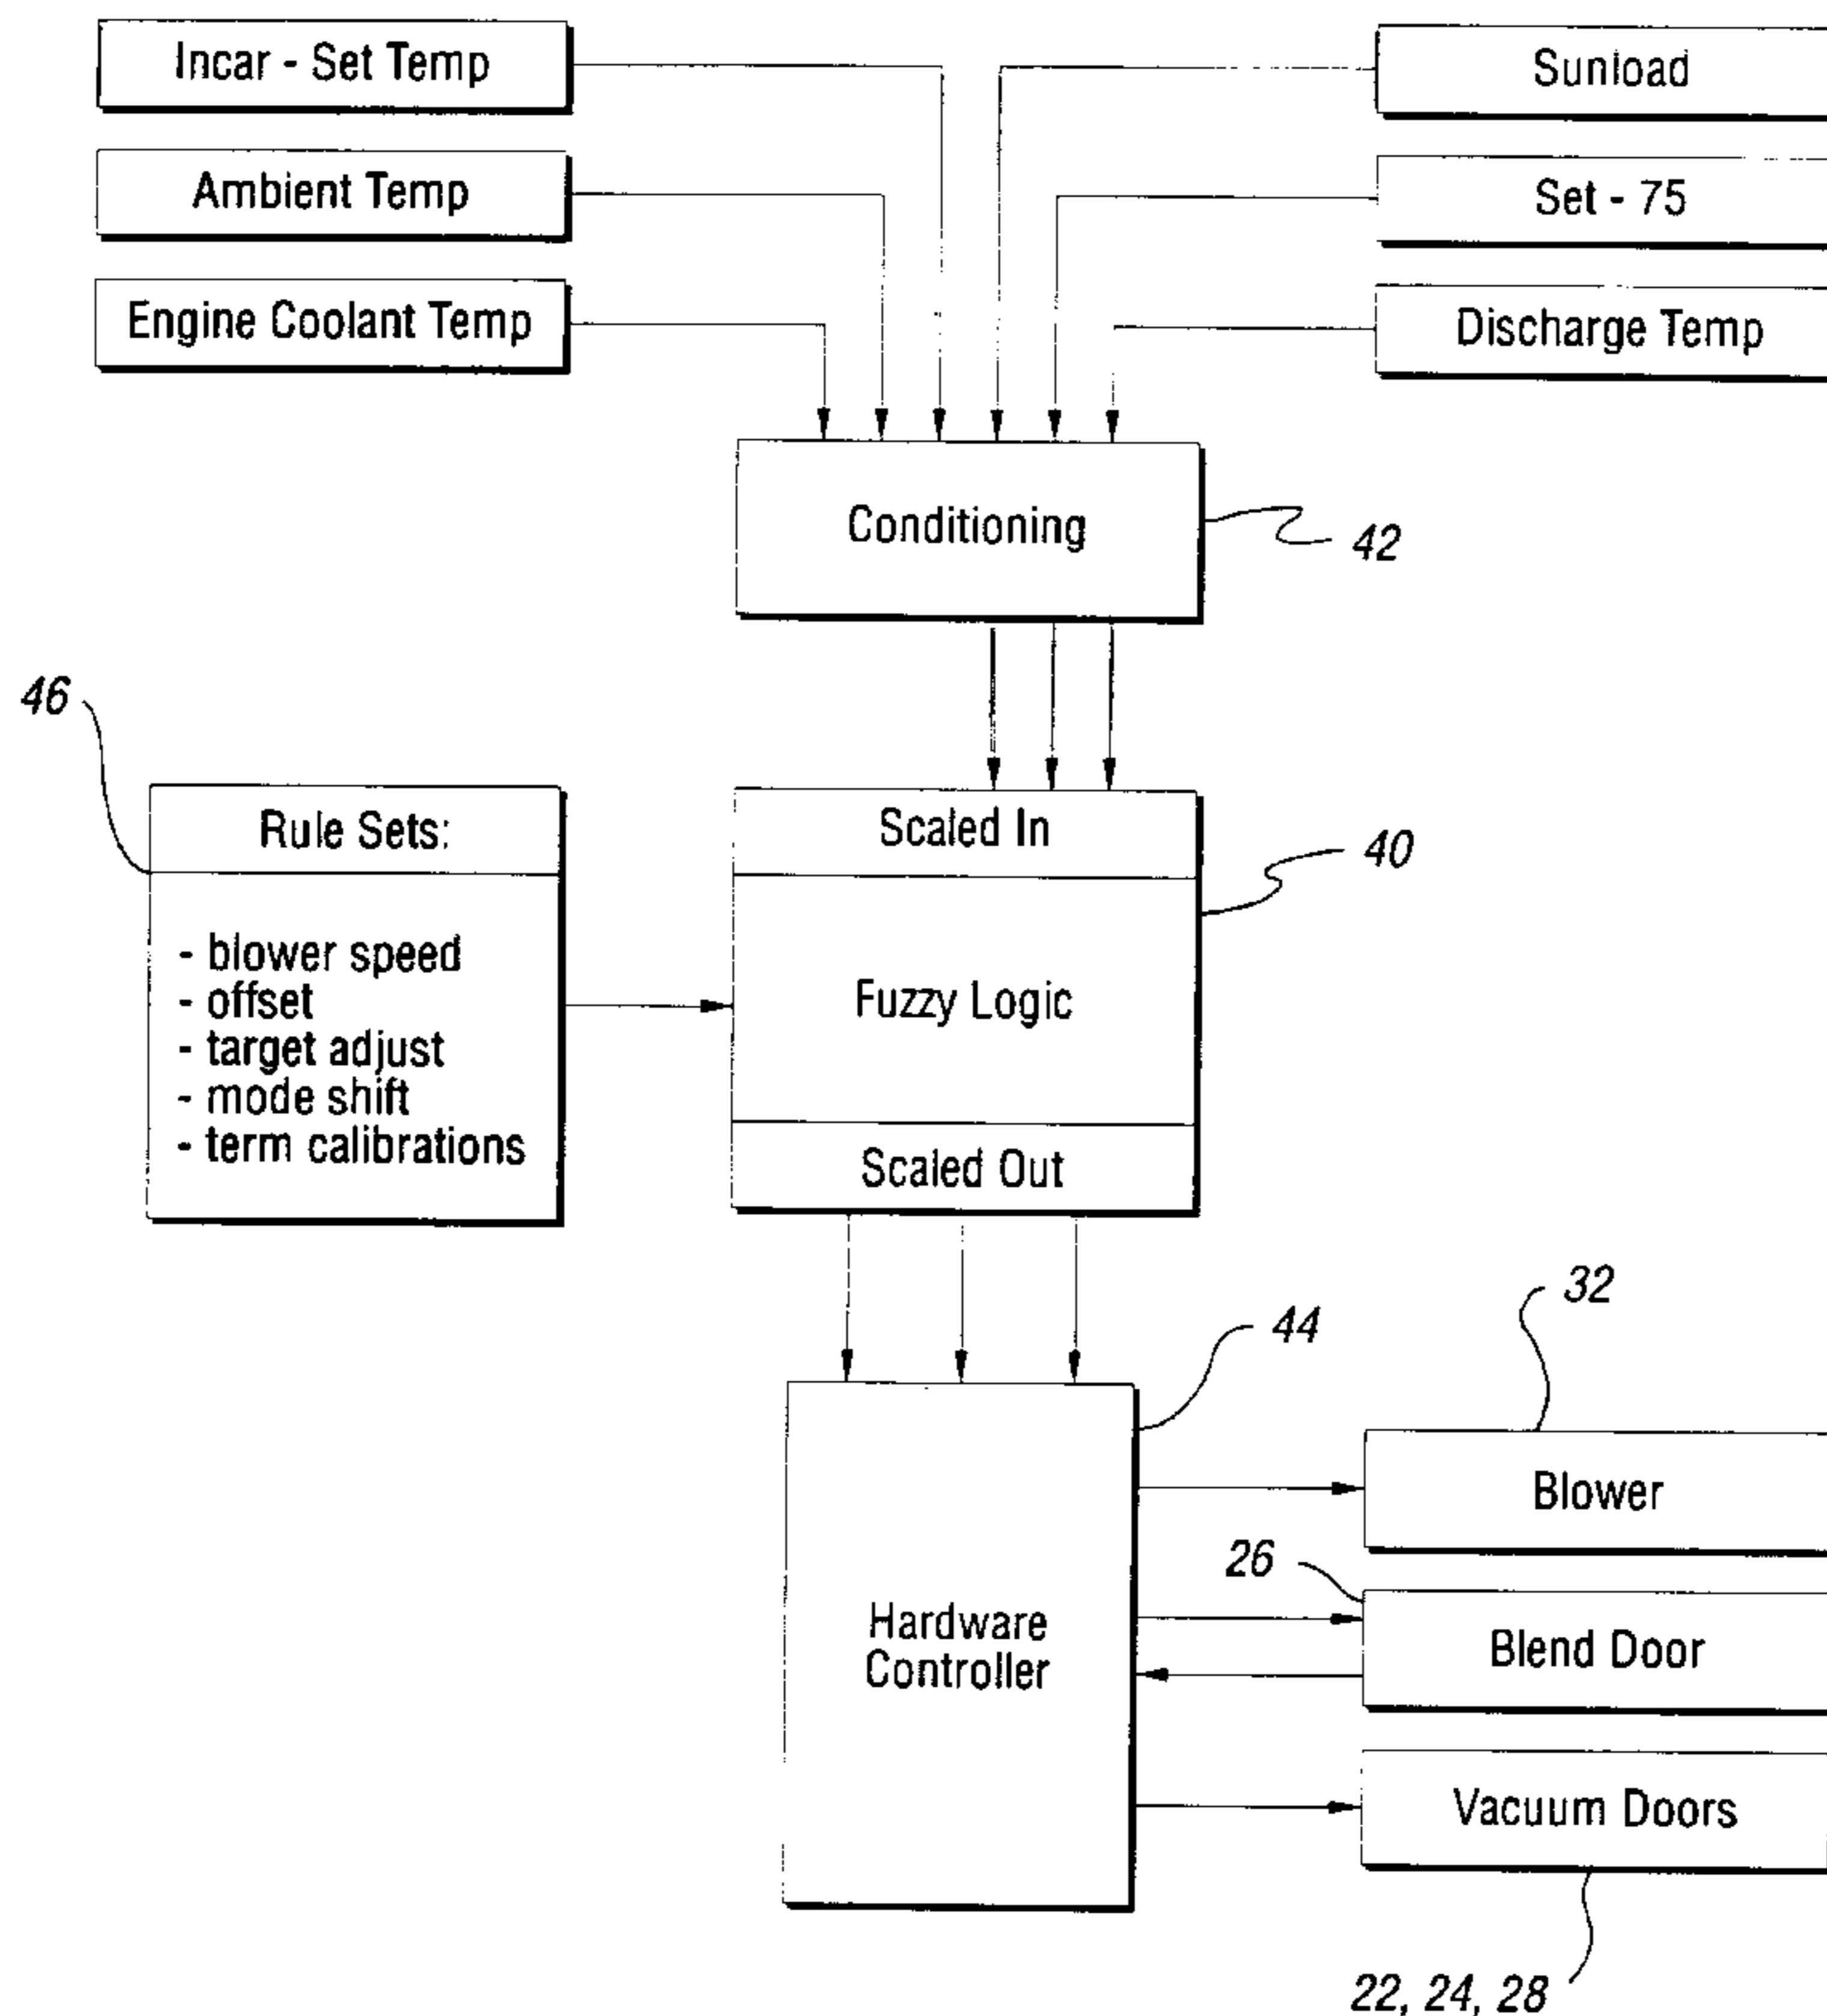 Incar - Set Temp
Sunload
Ambient Temp
Set - 75
Engine Coolant Temp
Discharge Temp
Conditioning
42
46
Rule Sets:
- blower speed
- offset
- target adjust
- mode shift
- term calibrations
Scaled In
40
Fuzzy Logic
Scaled Out
44
32
Hardware
Controller
Blower
26
Blend Door
Vacuum Doors
22, 24, 28